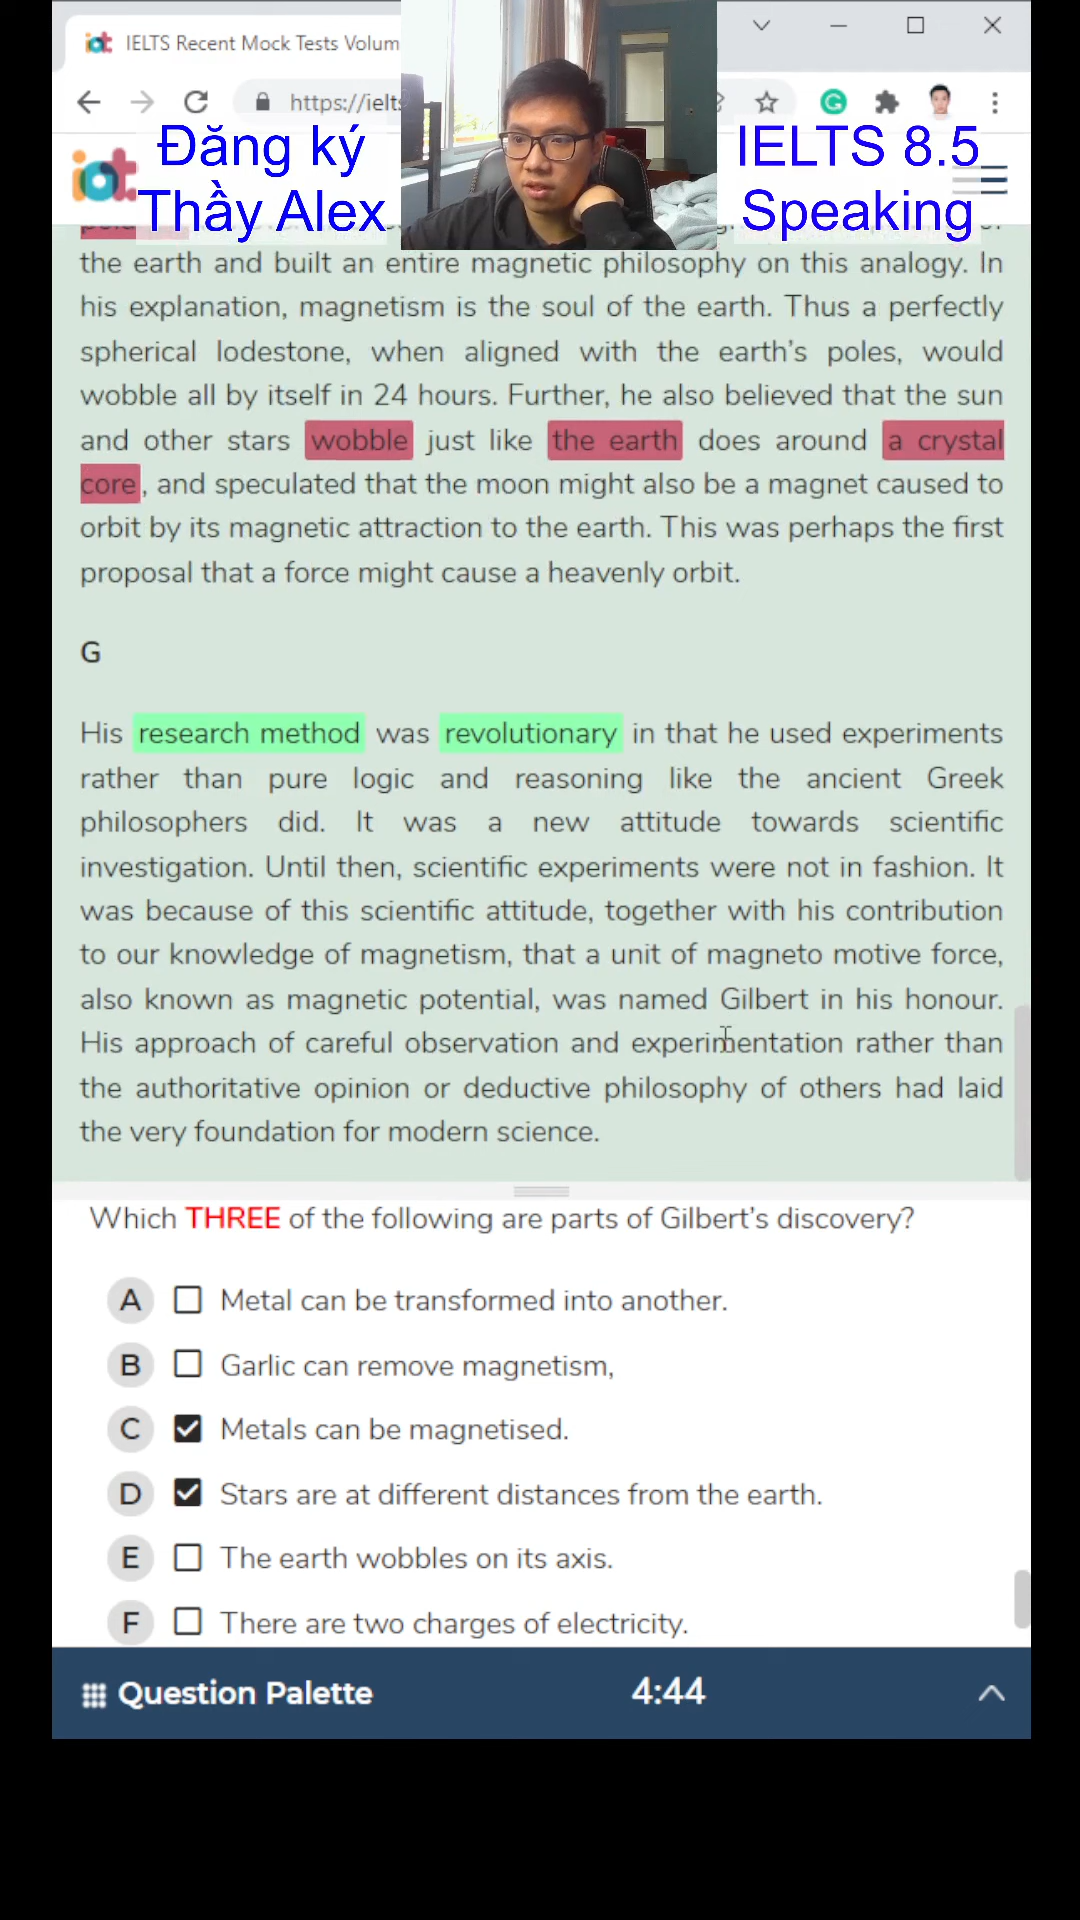 iot IELTS Recent Mock Tests Volum
https://ielts
Đăng ký
Thầy Alex
IELTS 8.5
Speaking
iot
the earth and built an entire magnetic philosophy on this analogy. In
his explanation, magnetism is the soul of the earth. Thus a perfectly
spherical lodestone, when aligned with the earth's poles, would
wobble all by itself in 24 hours. Further, he also believed that the sun
and other stars wobble just like the earth does around a crystal
core, and speculated that the moon might also be a magnet caused to
orbit by its magnetic attraction to the earth. This was perhaps the first
proposal that a force might cause a heavenly orbit.
G
His research method was revolutionary in that he used experiments
rather than pure logic and reasoning like the ancient Greek
philosophers did. It was a new attitude towards scientific
investigation. Until then, scientific experiments were not in fashion. It
was because of this scientific attitude, together with his contribution
to our knowledge of magnetism, that a unit of magneto motive force,
also known as magnetic potential, was named Gilbert in his honour.
His approach of careful observation and experimentation rather than
the authoritative opinion or deductive philosophy of others had laid
the very foundation for modern science.
Which THREE of the following are parts of Gilbert's discovery?
A Metal can be transformed into another.
B Garlic can remove magnetism,
C Metals can be magnetised.
D Stars are at different distances from the earth.
E The earth wobbles on its axis.
F There are two charges of electricity.
Question Palette 4:44